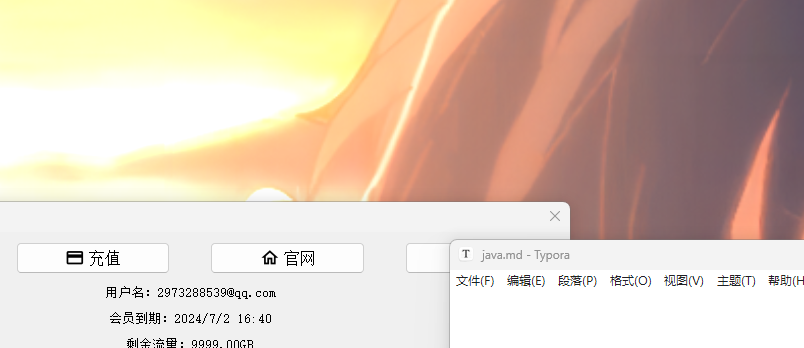 充值
官网
用户名：2973288539@qq.com
会员到期：2024/7/2 16:40
剩余流量：9999.00GB
T java.md - Typora
文件(F) 编辑(E) 段落(P) 格式(O) 视图(V) 主题(T) 帮助(H